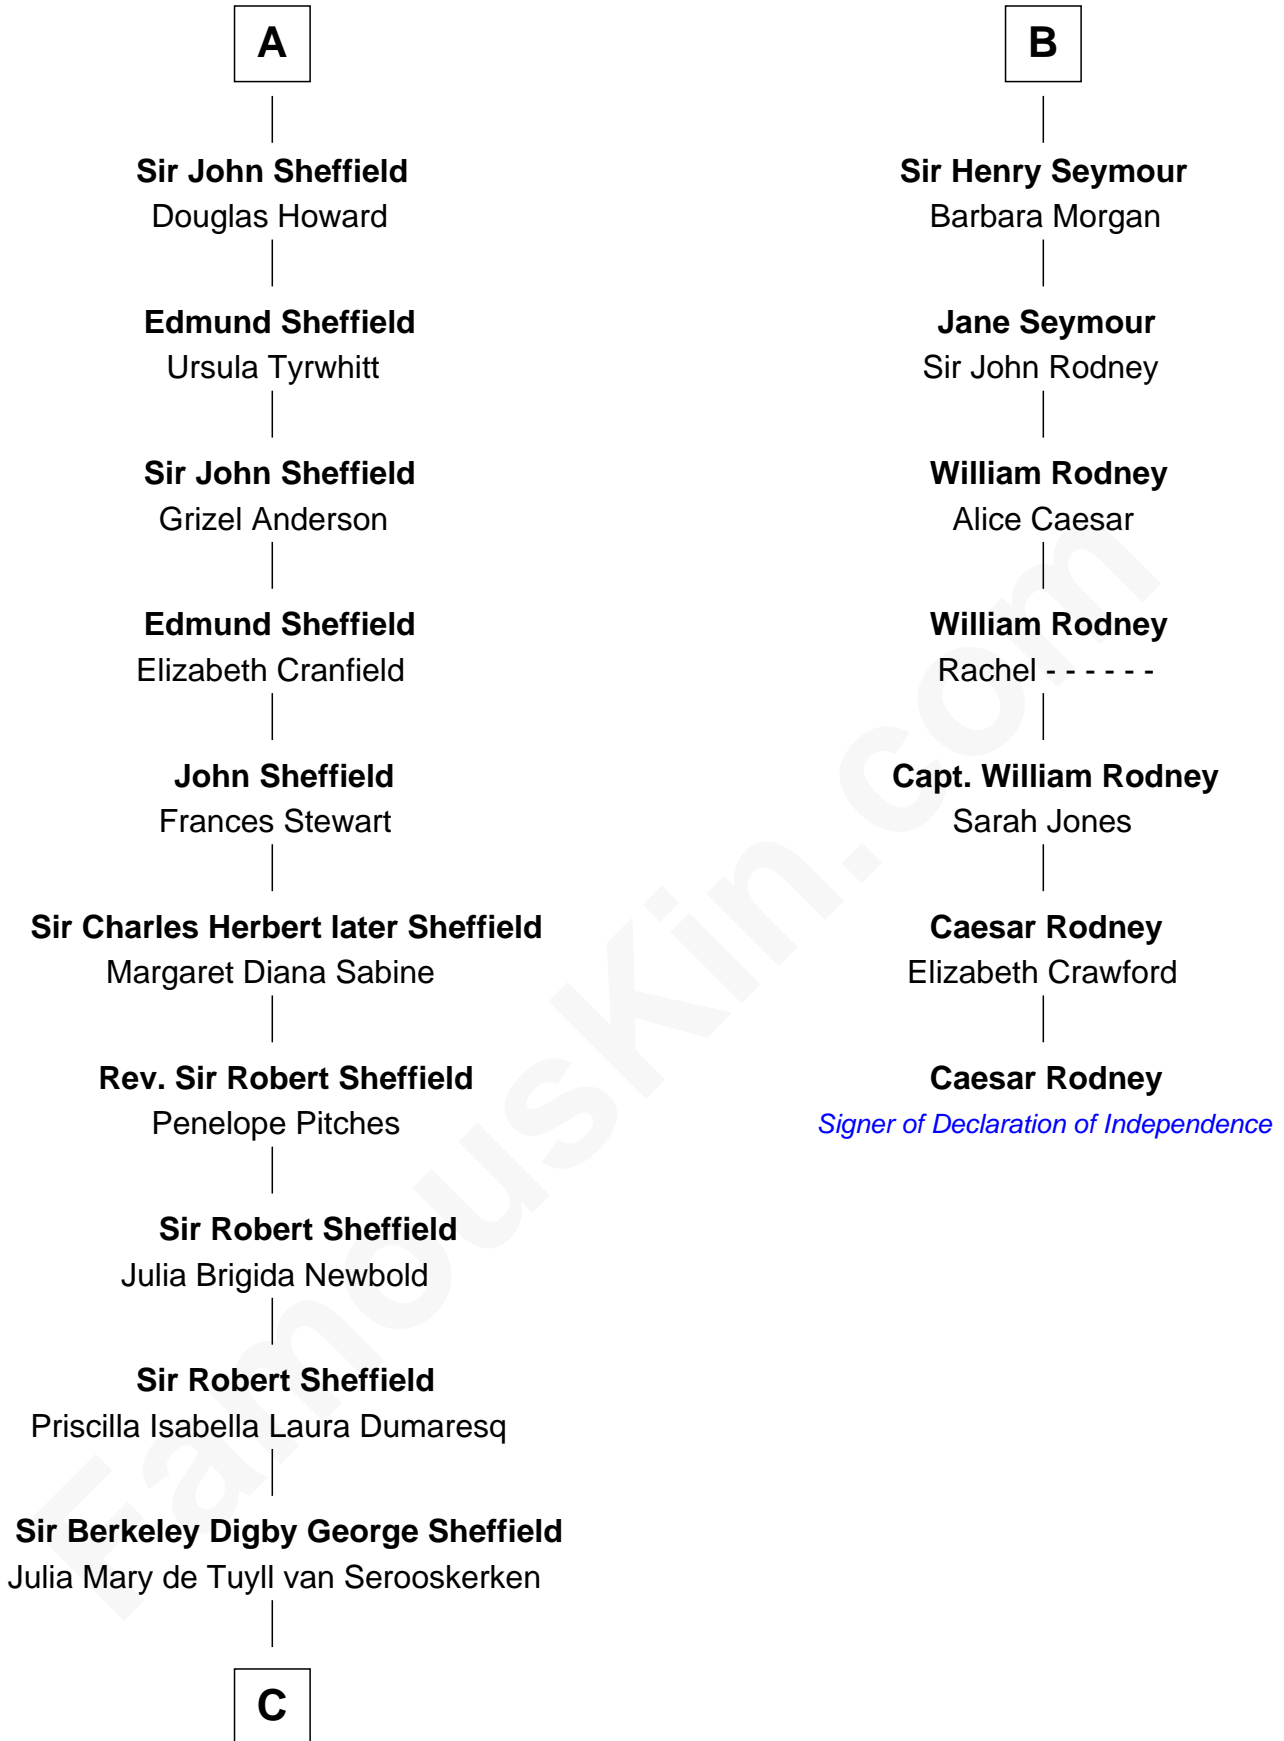 A
Sir John Sheffield
Douglas Howard
Edmund Sheffield
Ursula Tyrwhitt
Sir John Sheffield
Grizel Anderson
Edmund Sheffield
Elizabeth Cranfield
John Sheffield
Frances Stewart
Sir Charles Herbert later Sheffield
Margaret Diana Sabine
Rev. Sir Robert Sheffield
Penelope Pitches
Sir Robert Sheffield
Julia Brigida Newbold
Sir Robert Sheffield
Priscilla Isabella Laura Dumaresq
Sir Berkeley Digby George Sheffield
Julia Mary de Tuyll van Serooskerken
C
B
Sir Henry Seymour
Barbara Morgan
Jane Seymour
Sir John Rodney
William Rodney
Alice Caesar
William Rodney
Rachel - - - - - -
Capt. William Rodney
Sarah Jones
Caesar Rodney
Elizabeth Crawford
Caesar Rodney
Signer of Declaration of Independence
FamousKin.com